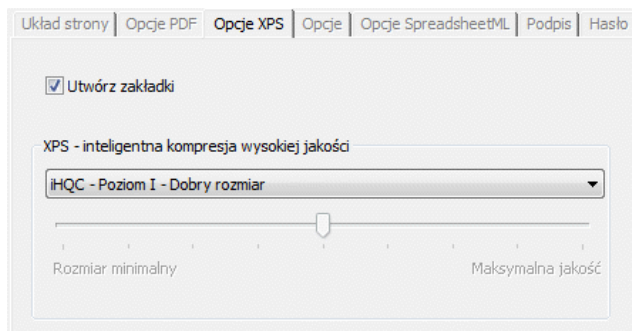 Układ strony Opcje PDF Opcje XPS Opcje Opcje SpreadsheetML Podpis Hasło
Utwórz zakładki
XPS - inteligentna kompresja wysokiej jakości
iHQC - Poziom I - Dobry rozmiar
Rozmiar minimalny Maksymalna jakość